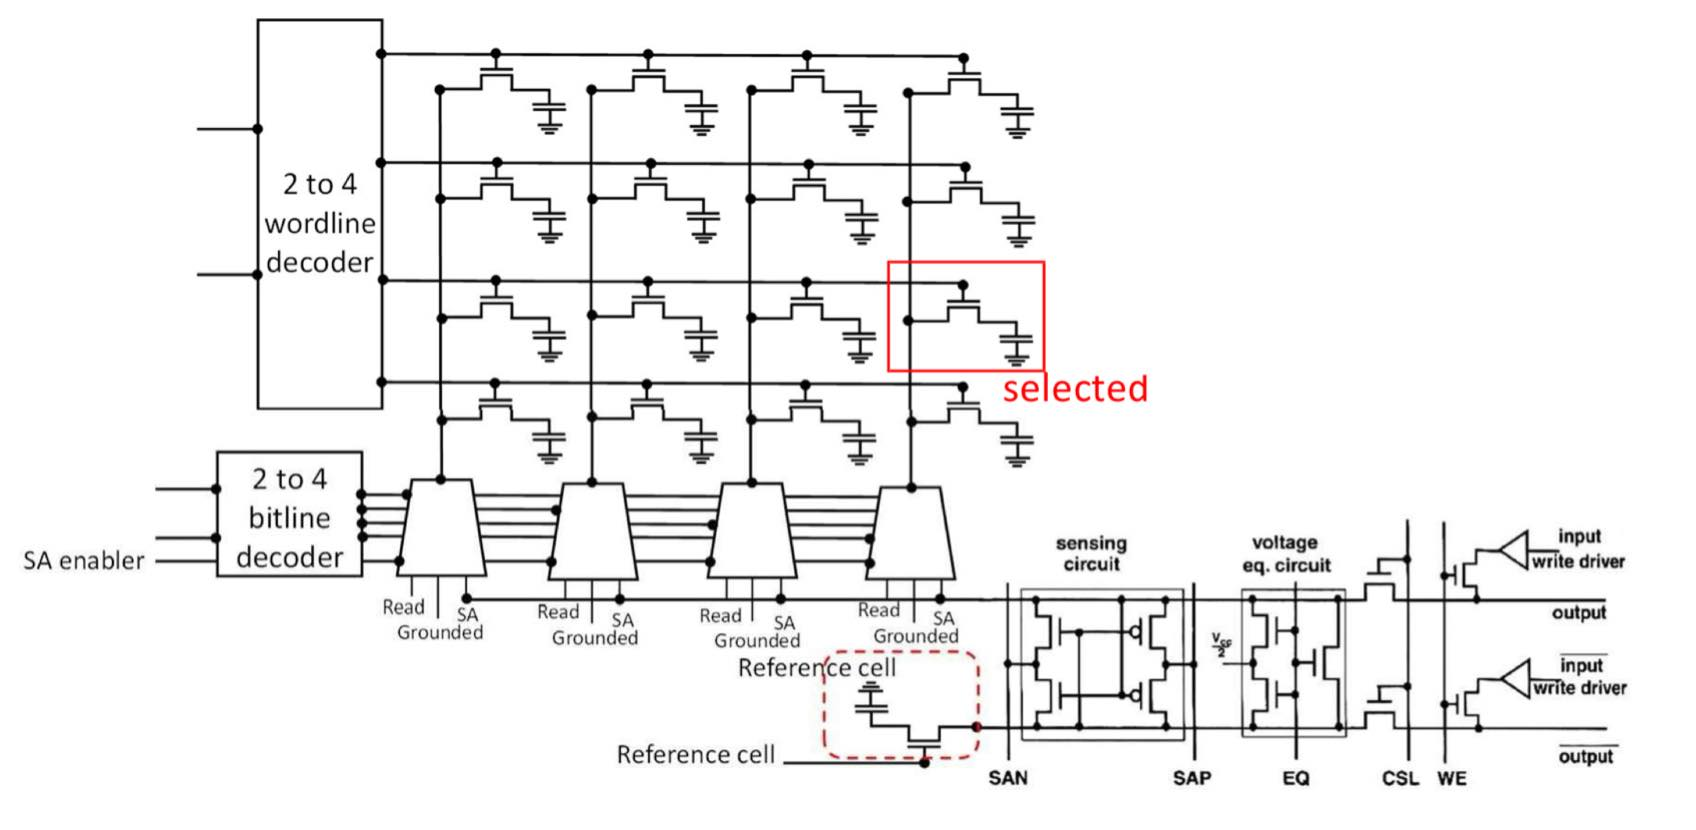 2 to 4
wordline
decoder
selected
2 to 4
bitline
decoder
SA enabler
Read
SA
Grounded
Read
SA
Grounded
Read
SA
Grounded
Read
SA
Grounded
Reference cell
Reference cell
sensing
circuit
voltage
eq. circuit
input
write driver
output
input
write driver
output
SAN
SAP
EQ
CSL
WE